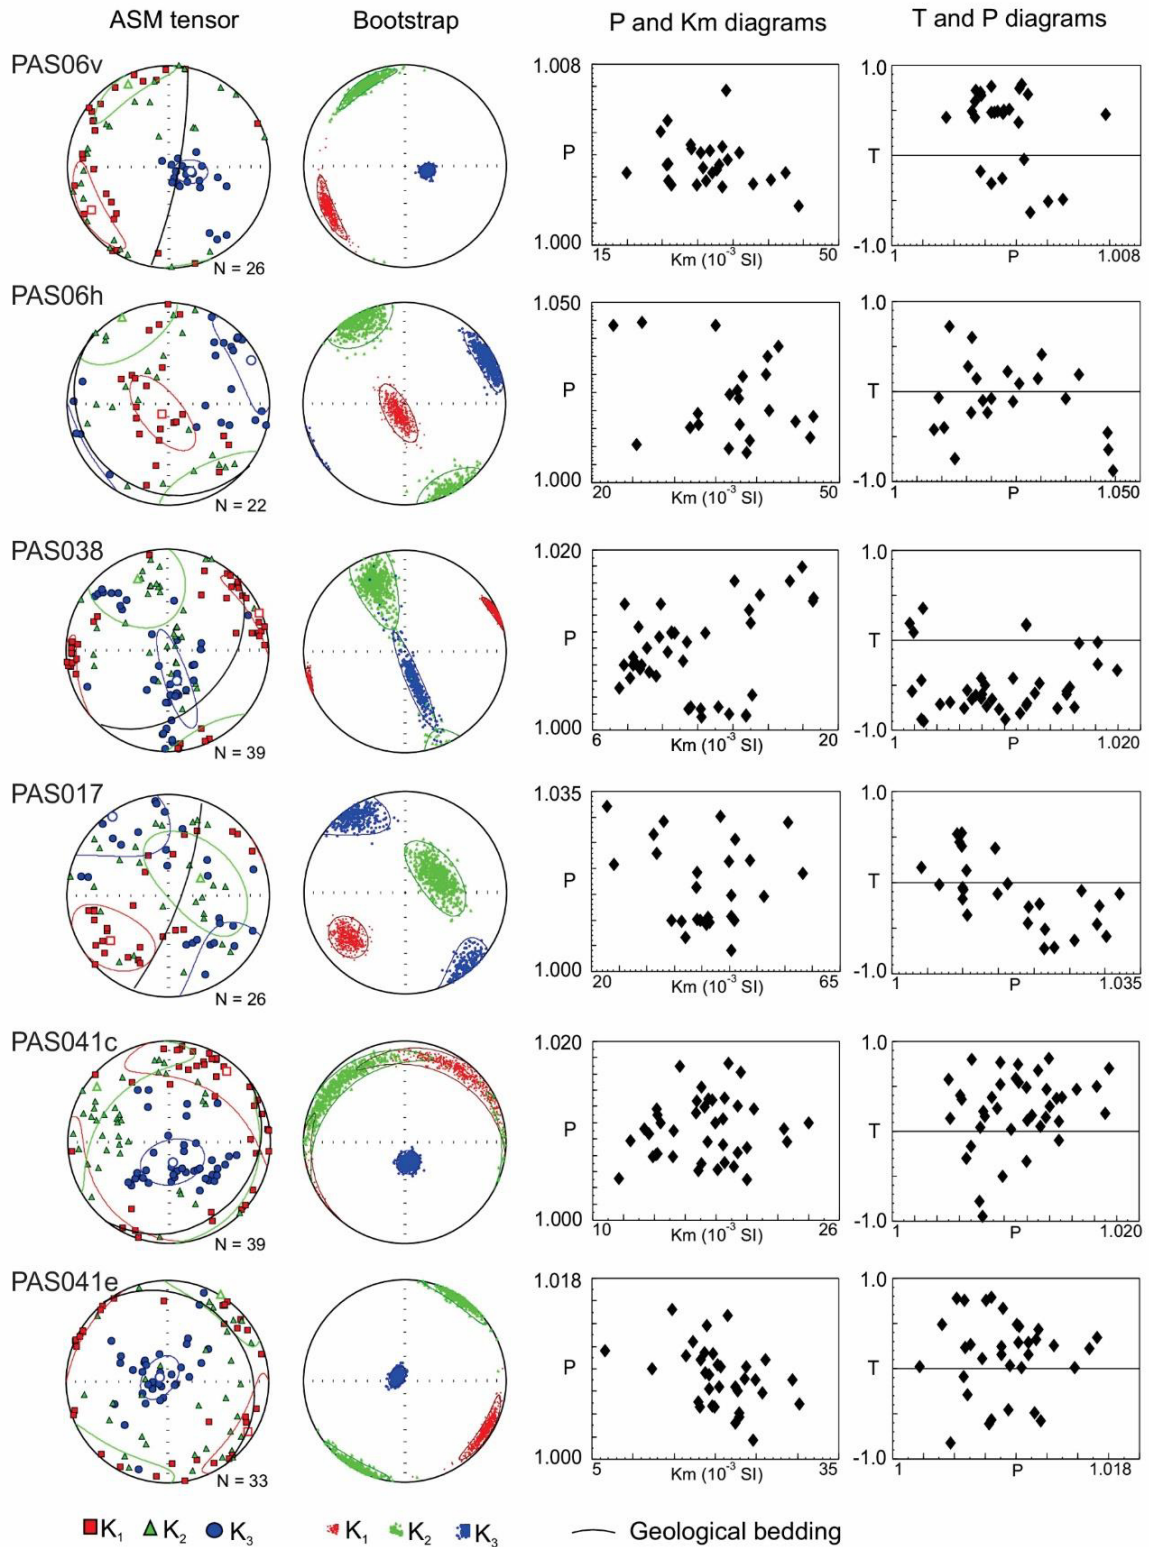 ASM tensor Bootstrap P and Km diagrams T and P diagrams
PAS06v
N = 26
1.008
P
1.000
15 Km (10⁻³ SI) 50
1.0
T
-1.0
1 P 1.008
PAS06h
N = 22
1.050
P
1.000
20 Km (10⁻³ SI) 50
1.0
T
-1.0
1 P 1.050
PAS038
N = 39
1.020
P
1.000
6 Km (10⁻³ SI) 20
1.0
T
-1.0
1 P 1.020
PAS017
N = 26
1.035
P
1.000
20 Km (10⁻³ SI) 65
1.0
T
-1.0
1 P 1.035
PAS041c
N = 39
1.020
P
1.000
10 Km (10⁻³ SI) 26
1.0
T
-1.0
1 P 1.020
PAS041e
N = 33
1.018
P
1.000
5 Km (10⁻³ SI) 35
1.0
T
-1.0
1 P 1.018
K₁ K₂ K₃ K₁ K₂ K₃ Geological bedding